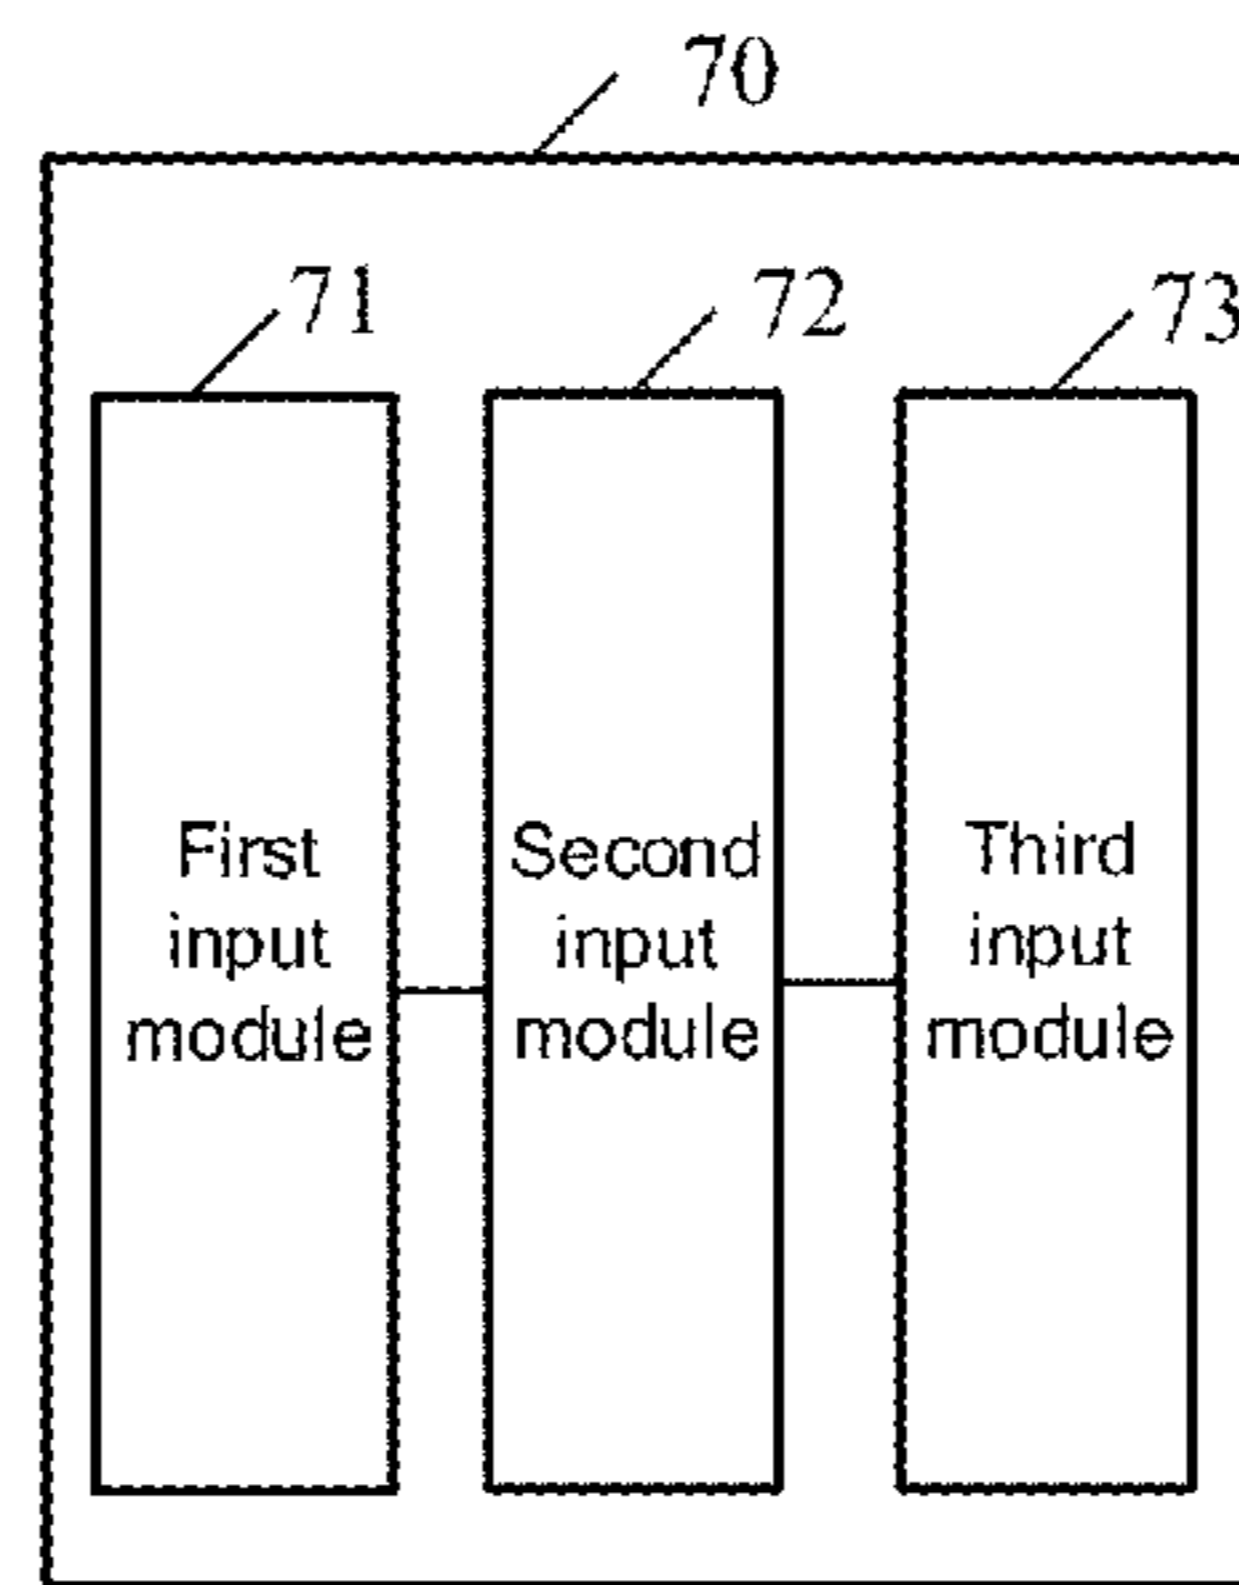 70
71
72
73
First
input
module
Second
input
module
Third
input
module